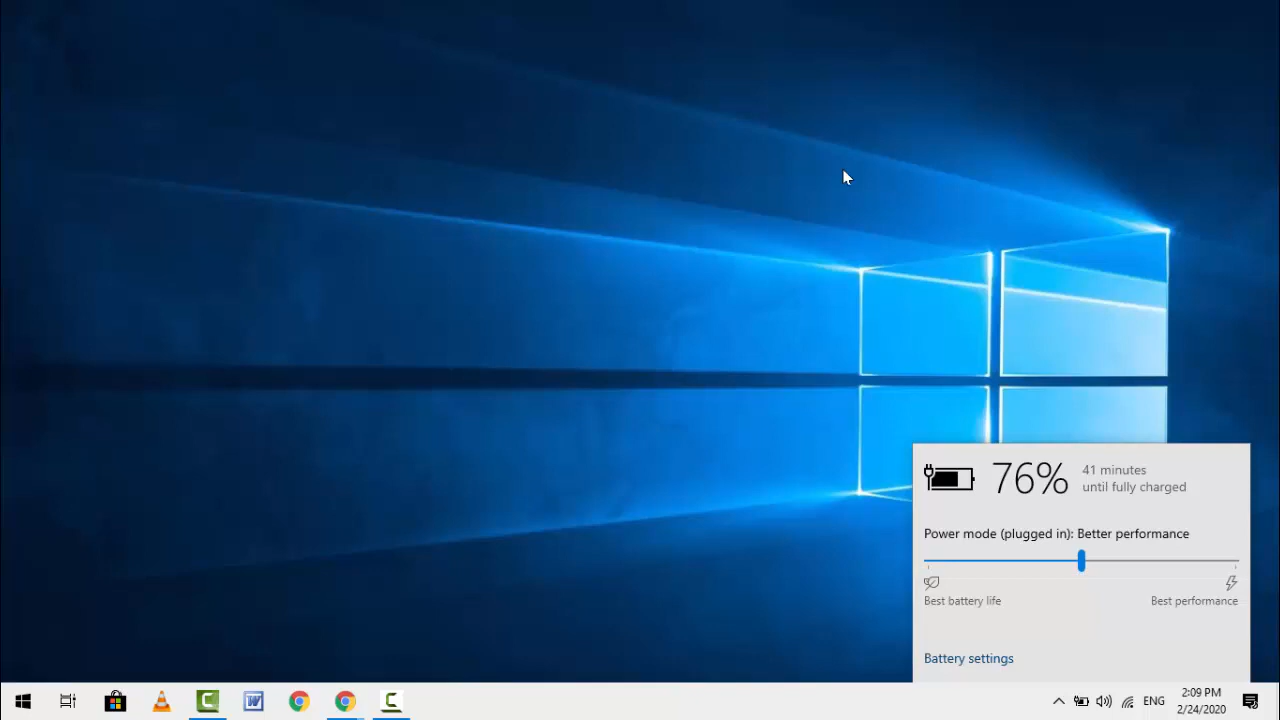 76%
41 minutes
until fully charged
Power mode (plugged in): Better performance
Best battery life
Best performance
Battery settings
ENG
2:09 PM
2/24/2020